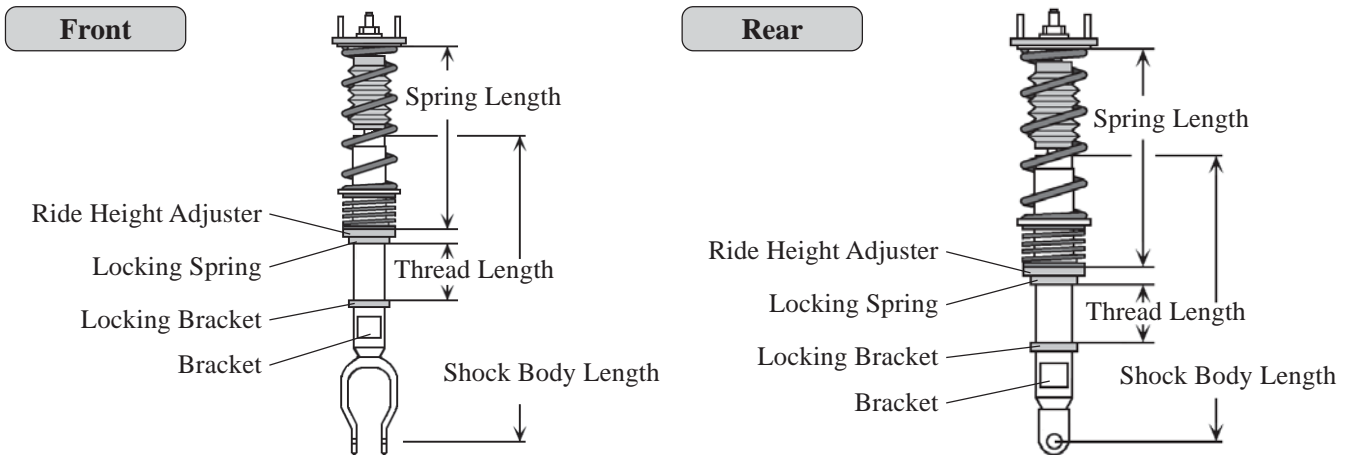 Front
Spring Length
Ride Height Adjuster
Locking Spring
Thread Length
Locking Bracket
Bracket
Shock Body Length
Rear
Spring Length
Ride Height Adjuster
Locking Spring
Thread Length
Locking Bracket
Shock Body Length
Bracket